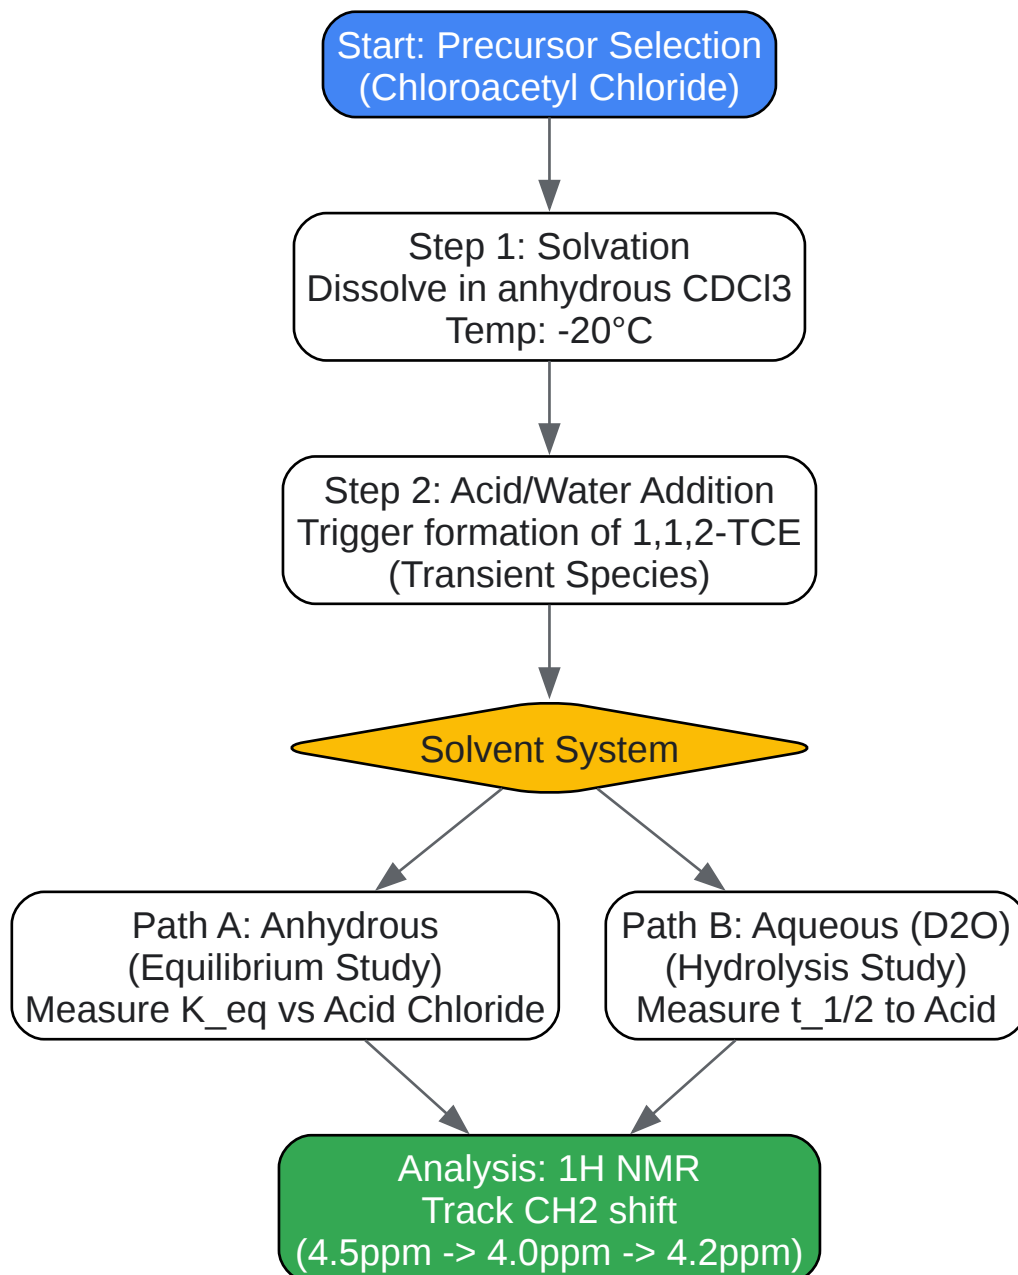 Start: Precursor Selection
(Chloroacetyl Chloride)
Step 1: Solvation
Dissolve in anhydrous CDCl3
Temp: -20°C
Step 2: Acid/Water Addition
Trigger formation of 1,1,2-TCE
(Transient Species)
Solvent System
Path A: Anhydrous
(Equilibrium Study)
Measure K_eq vs Acid Chloride
Path B: Aqueous (D2O)
(Hydrolysis Study)
Measure t_1/2 to Acid
Analysis: 1H NMR
Track CH2 shift
(4.5ppm -> 4.0ppm -> 4.2ppm)